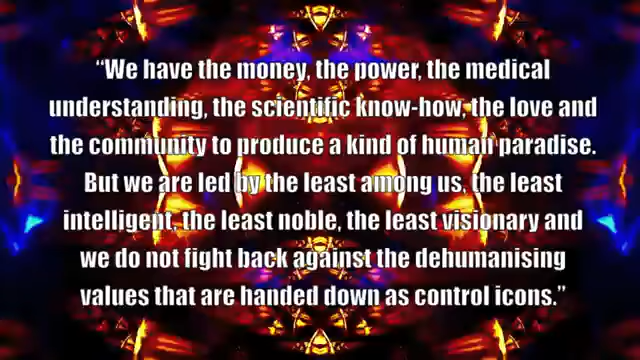 “We have the money, the power, the medical
understanding, the scientific know-how, the love and
the community to produce a kind of human paradise.
But we are led by the least among us, the least
intelligent, the least noble, the least visionary and
we do not fight back against the dehumanising
values that are handed down as control icons.”